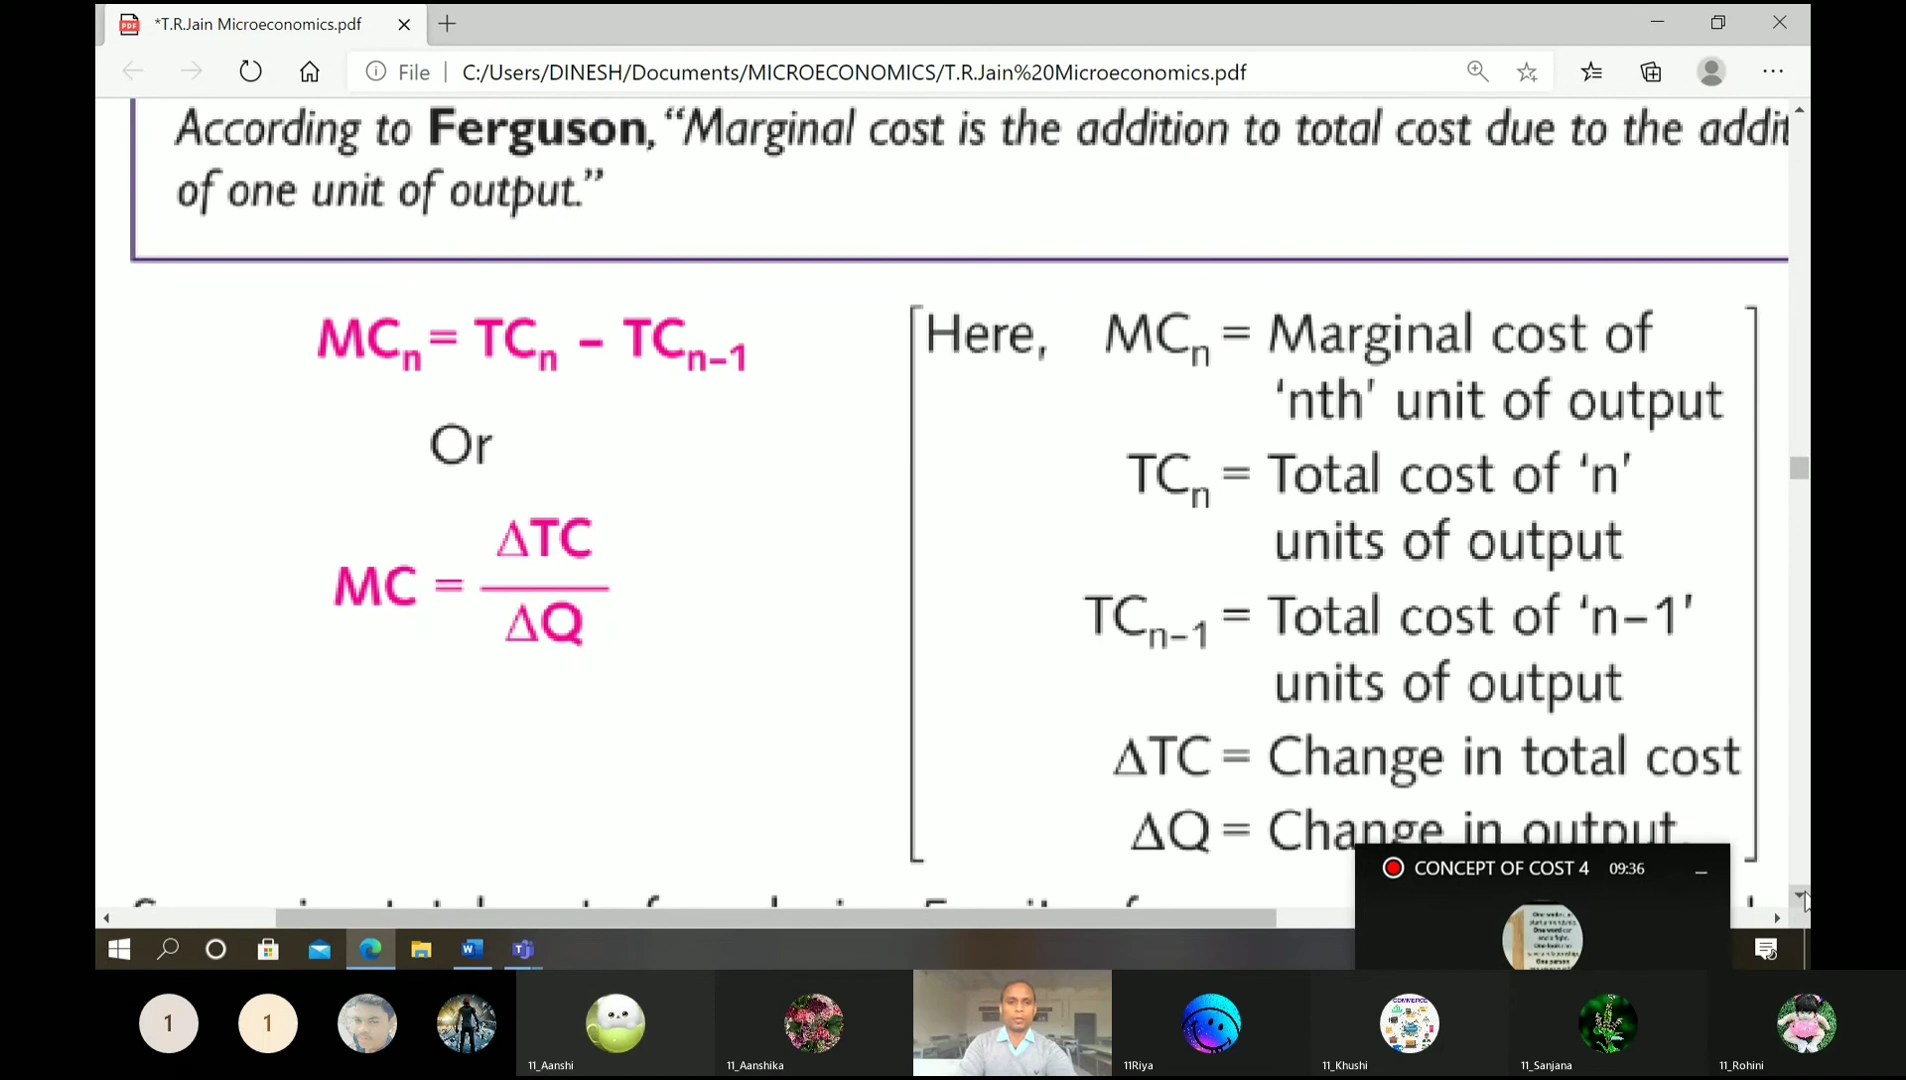 *T.R.Jain Microeconomics.pdf
File
C:/Users/DINESH/Documents/MICROECONOMICS/T.R.Jain%20Microeconomics.pdf
According to Ferguson, “Marginal cost is the addition to total cost due to the addit
of one unit of output.”
MCn = TCn – TCn–1
Or
MC = ΔTC
ΔQ
Here, MCn = Marginal cost of
‘nth’ unit of output
TCn = Total cost of ‘n’
units of output
TCn–1 = Total cost of ‘n–1’
units of output
ΔTC = Change in total cost
ΔQ = Change in output
CONCEPT OF COST 4 09:36
1
1
11_Aanshi
11_Aanshika
11Riya
COMMERCE
11_Khushi
11_Sanjana
11_Rohini